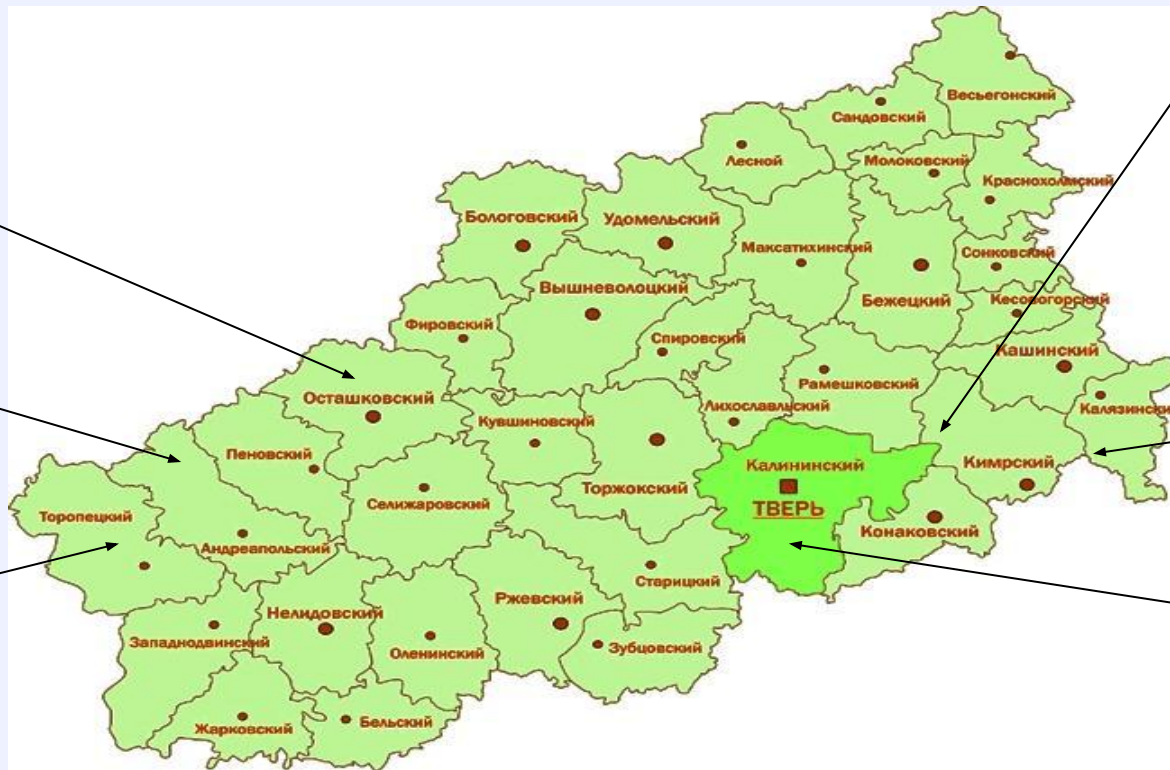 Весьегонский
Сандовский
Лесной
Молоковский
Краснохолмский
Бологовский
Удомельский
Максатихинский
Сонковский
Вышневолоцкий
Бежецкий
Кесовогорский
Фировский
Спировский
Кашинский
Рамешковский
Осташковский
Лихославльский
Калязинский
Кувшиновский
Пеновский
Калининский
Кимрский
Торжокский
Селижаровский
ТВЕРЬ
Торопецкий
Конаковский
Андреапольский
Старицкий
Ржевский
Нелидовский
Западнодвинский
Зубцовский
Оленинский
Бельский
Жарковский